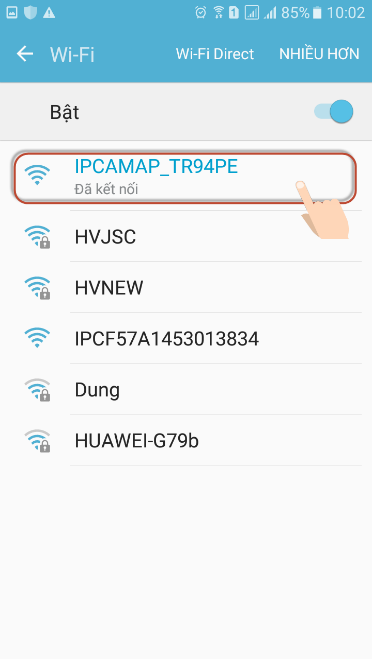 1 85% 10:02
Wi-Fi Wi-Fi Direct NHIỀU HƠN
Bật
IPCAMAP_TR94PE
Đã kết nối
HVJSC
HVNEW
IPCF57A1453013834
Dung
HUAWEI-G79b